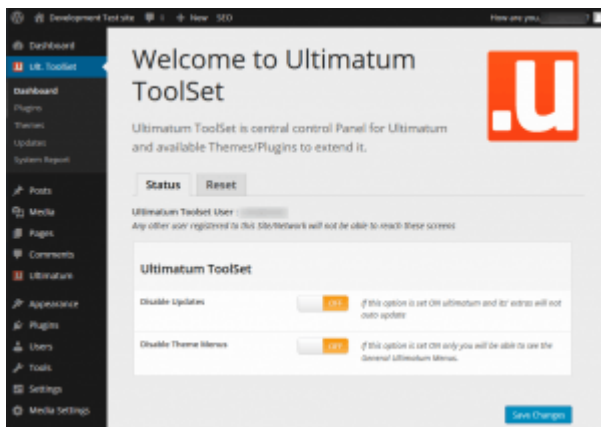 Development Test site
1
+ New
SEO
How are you,
Dashboard
Ult. ToolSet
Dashboard
Plugins
Themes
Updates
System Report
Posts
Media
Pages
Comments
Ultimatum
Appearance
Plugins
Users
Tools
Settings
Media Settings
Welcome to Ultimatum
ToolSet
.u
Ultimatum ToolSet is central control Panel for Ultimatum
and available Themes/Plugins to extend it.
Status
Reset
Ultimatum Toolset User :
Any other user registered to this Site/Network will not be able to reach these screens
Ultimatum ToolSet
Disable Updates
OFF
if this option is set ON ultimatum and its' extras will not
auto update
Disable Theme Menus
OFF
if this option is set ON only you will be able to see the
General Ultimatum Menus.
Save Changes